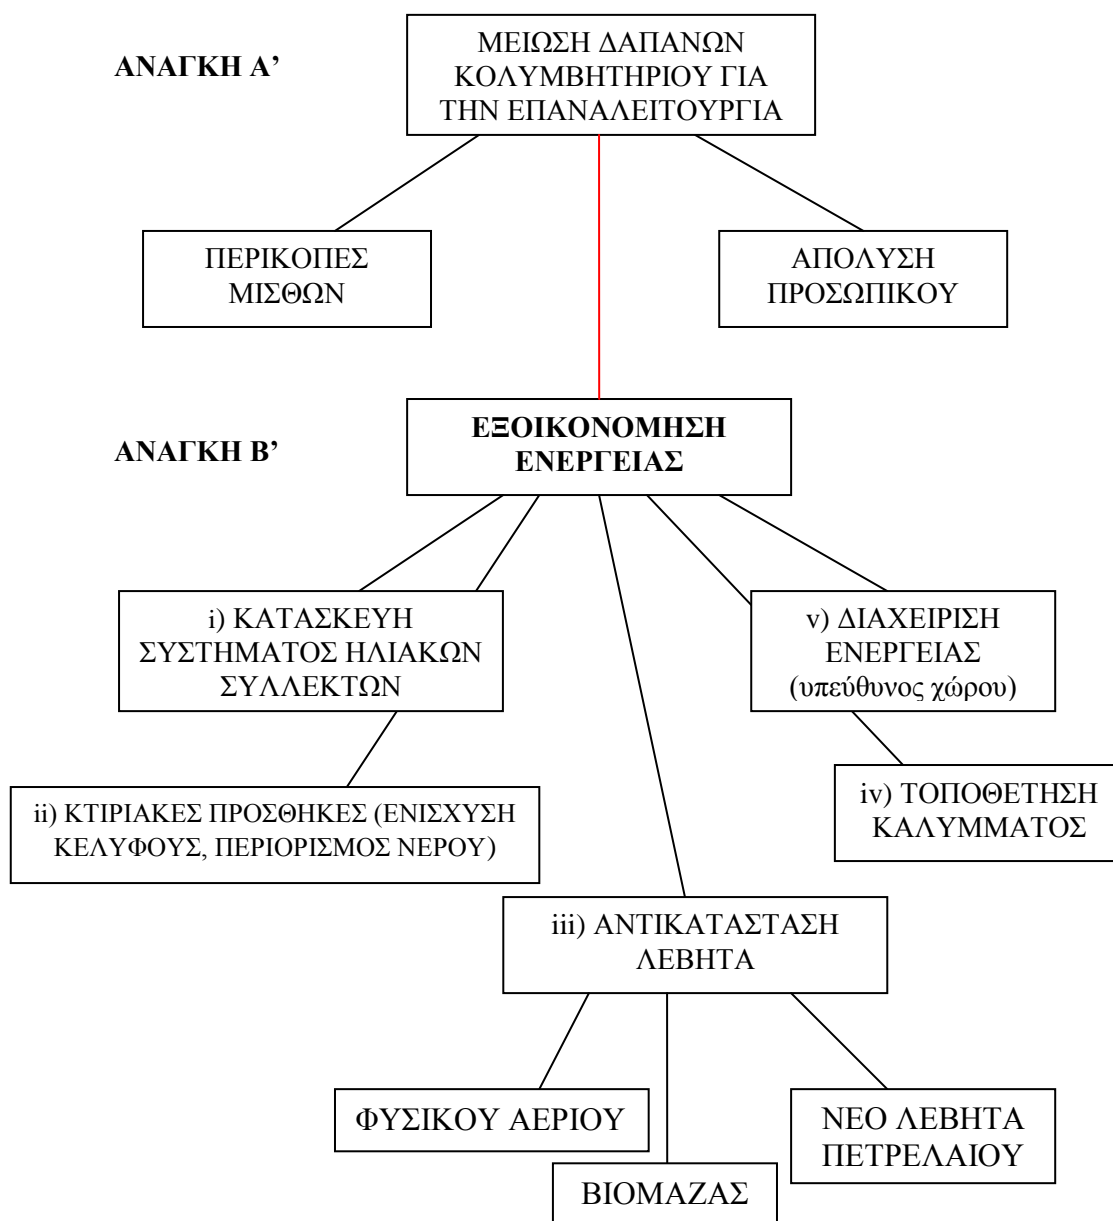 ΑΝΑΓΚΗ Α’
ΜΕΙΩΣΗ ΔΑΠΑΝΩΝ
ΚΟΛΥΜΒΗΤΗΡΙΟΥ ΓΙΑ
ΤΗΝ ΕΠΑΝΑΛΕΙΤΟΥΡΓΙΑ
ΠΕΡΙΚΟΠΕΣ
ΜΙΣΘΩΝ
ΑΠΟΛΥΣΗ
ΠΡΟΣΩΠΙΚΟΥ
ΑΝΑΓΚΗ Β’
ΕΞΟΙΚΟΝΟΜΗΣΗ
ΕΝΕΡΓΕΙΑΣ
i) ΚΑΤΑΣΚΕΥΗ
ΣΥΣΤΗΜΑΤΟΣ ΗΛΙΑΚΩΝ
ΣΥΛΛΕΚΤΩΝ
v) ΔΙΑΧΕΙΡΙΣΗ
ΕΝΕΡΓΕΙΑΣ
(υπεύθυνος χώρου)
ii) ΚΤΙΡΙΑΚΕΣ ΠΡΟΣΘΗΚΕΣ (ΕΝΙΣΧΥΣΗ
ΚΕΛΥΦΟΥΣ, ΠΕΡΙΟΡΙΣΜΟΣ ΝΕΡΟΥ)
iv) ΤΟΠΟΘΕΤΗΣΗ
ΚΑΛΥΜΜΑΤΟΣ
iii) ΑΝΤΙΚΑΤΑΣΤΑΣΗ
ΛΕΒΗΤΑ
ΦΥΣΙΚΟΥ ΑΕΡΙΟΥ
ΒΙΟΜΑΖΑΣ
ΝΕΟ ΛΕΒΗΤΑ
ΠΕΤΡΕΛΑΙΟΥ